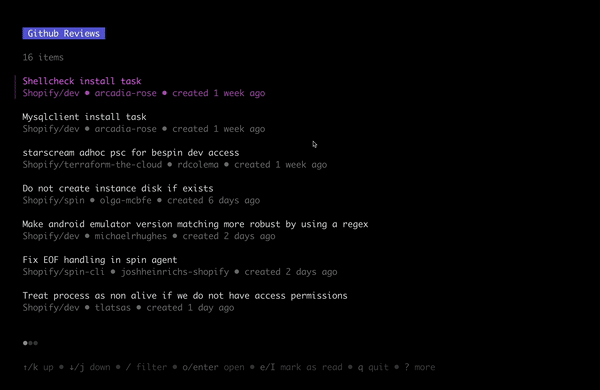 Github Reviews
16 items
Shellcheck install task
Shopify/dev • arcadia-rose • created 1 week ago
Mysqlclient install task
Shopify/dev • arcadia-rose • created 1 week ago
starscream adhoc psc for bespin dev access
Shopify/terraform-the-cloud • rdcolema • created 1 week ago
Do not create instance disk if exists
Shopify/spin • olga-mcbfe • created 6 days ago
Make android emulator version matching more robust by using a regex
Shopify/dev • michaelrhughes • created 2 days ago
Fix EOF handling in spin agent
Shopify/spin-cli • joshheinrichs-shopify • created 2 days ago
Treat process as non alive if we do not have access permissions
Shopify/dev • tlatsas • created 1 day ago
↑/k up • ↓/j down • / filter • o/enter open • e/I mark as read • q quit • ? more